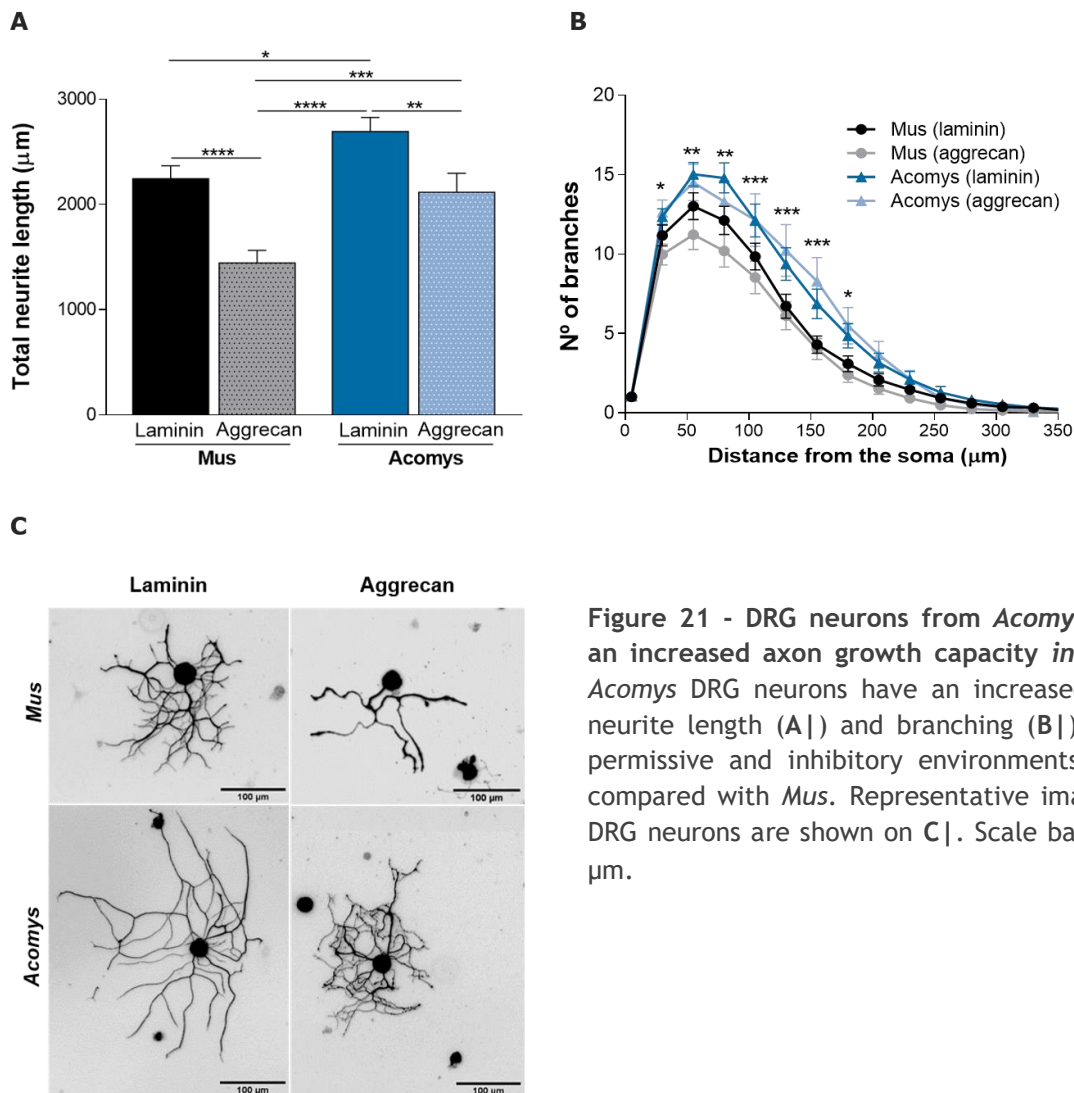 A
Total neurite length (μm)
3000
2000
1000
0
*
***
****
**
****
Laminin Aggrecan Laminin Aggrecan
Mus Acomys
B
Nº of branches
20
15
10
5
0
* ** ** *** *** *** *
Mus (laminin)
Mus (aggrecan)
Acomys (laminin)
Acomys (aggrecan)
0 50 100 150 200 250 300 350
Distance from the soma (μm)
C
Laminin Aggrecan
Mus
100 μm 100 μm
Acomys
100 μm 100 μm
Figure 21 - DRG neurons from Acomy
an increased axon growth capacity in
Acomys DRG neurons have an increase
neurite length (A|) and branching (B|)
permissive and inhibitory environments
compared with Mus. Representative ima
DRG neurons are shown on C|. Scale ba
μm.